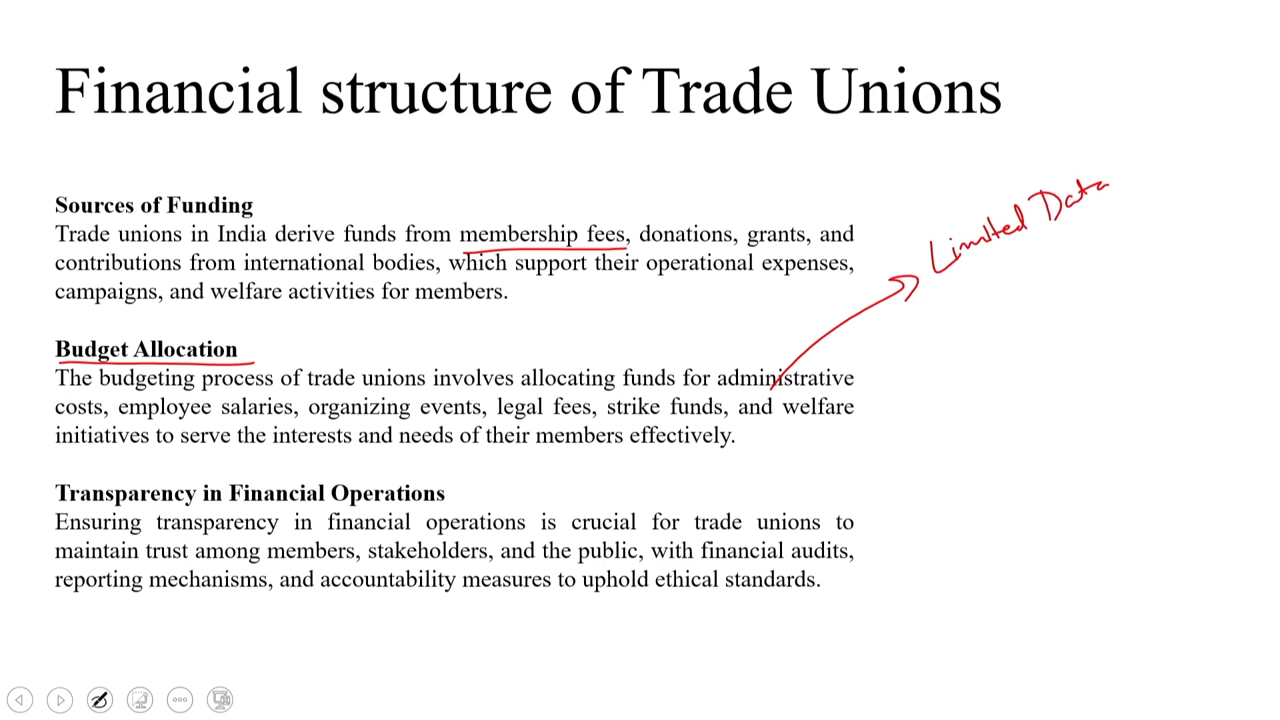 Financial structure of Trade Unions
Sources of Funding
Trade unions in India derive funds from membership fees, donations, grants, and
contributions from international bodies, which support their operational expenses,
campaigns, and welfare activities for members.
Limited Data
Budget Allocation
The budgeting process of trade unions involves allocating funds for administrative
costs, employee salaries, organizing events, legal fees, strike funds, and welfare
initiatives to serve the interests and needs of their members effectively.
Transparency in Financial Operations
Ensuring transparency in financial operations is crucial for trade unions to
maintain trust among members, stakeholders, and the public, with financial audits,
reporting mechanisms, and accountability measures to uphold ethical standards.